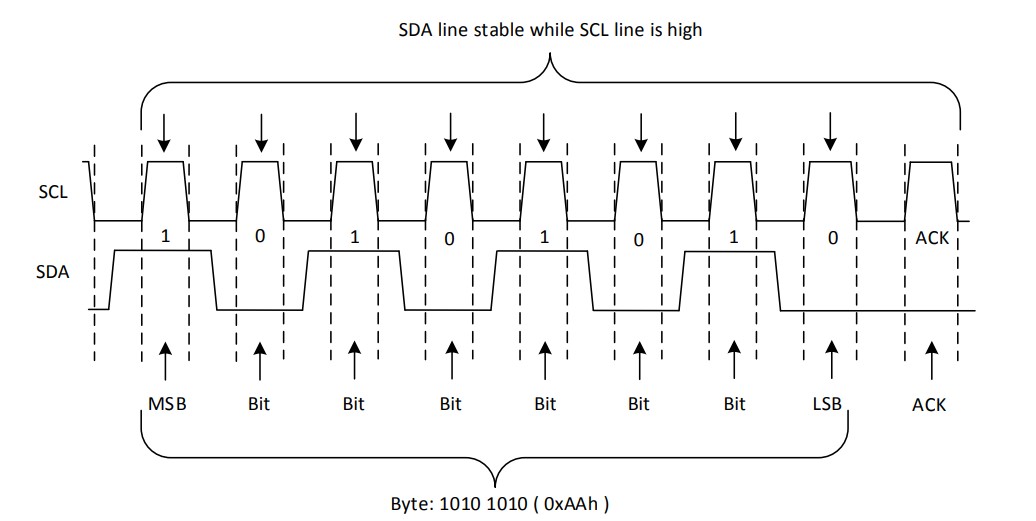 SDA line stable while SCL line is high
SCL
1 0 1 0 1 0 1 0 ACK
SDA
MSB Bit Bit Bit Bit Bit Bit LSB ACK
Byte: 1010 1010 ( 0xAAh )